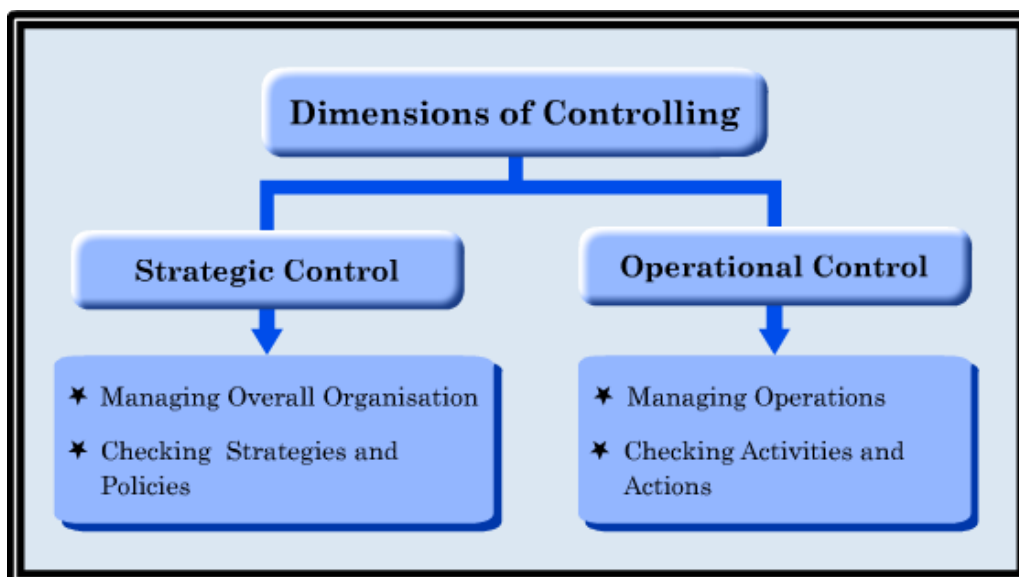 Dimensions of Controlling
Strategic Control
★ Managing Overall Organisation
★ Checking Strategies and
Policies
Operational Control
★ Managing Operations
★ Checking Activities and
Actions